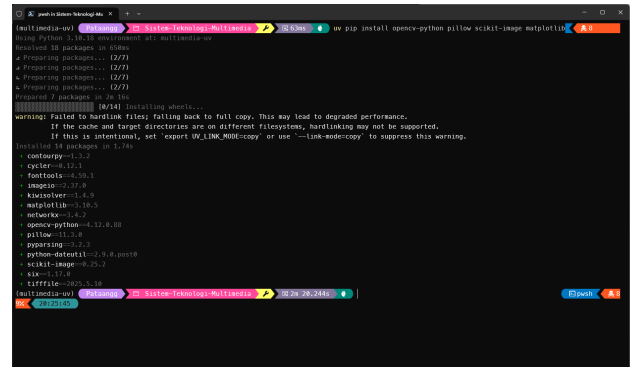 pwsh in Sistem-Teknologi-Mu
(multimedia-uv) Pataangg Sistem-Teknologi-Multimedia 63ms uv pip install opencv-python pillow scikit-image matplotlib 8
Using Python 3.10.18 environment at: multimedia-uv
Resolved 18 packages in 650ms
Preparing packages... (2/7)
Preparing packages... (2/7)
Preparing packages... (2/7)
Preparing packages... (2/7)
Prepared 7 packages in 2m 16s
[0/14] Installing wheels...
warning: Failed to hardlink files; falling back to full copy. This may lead to degraded performance.
If the cache and target directories are on different filesystems, hardlinking may not be supported.
If this is intentional, set `export UV_LINK_MODE=copy` or use `--link-mode=copy` to suppress this warning.
Installed 14 packages in 1.74s
+ contourpy==1.3.2
+ cycler==0.12.1
+ fonttools==4.59.1
+ imageio==2.37.0
+ kiwisolver==1.4.9
+ matplotlib==3.10.5
+ networkx==3.4.2
+ opencv-python==4.12.0.88
+ pillow==11.3.0
+ pyparsing==3.2.3
+ python-dateutil==2.9.0.post0
+ scikit-image==0.25.2
+ six==1.17.0
+ tifffile==2025.5.10
(multimedia-uv) Pataangg Sistem-Teknologi-Multimedia 2m 20.244s pwsh 8
9% 20:25:45